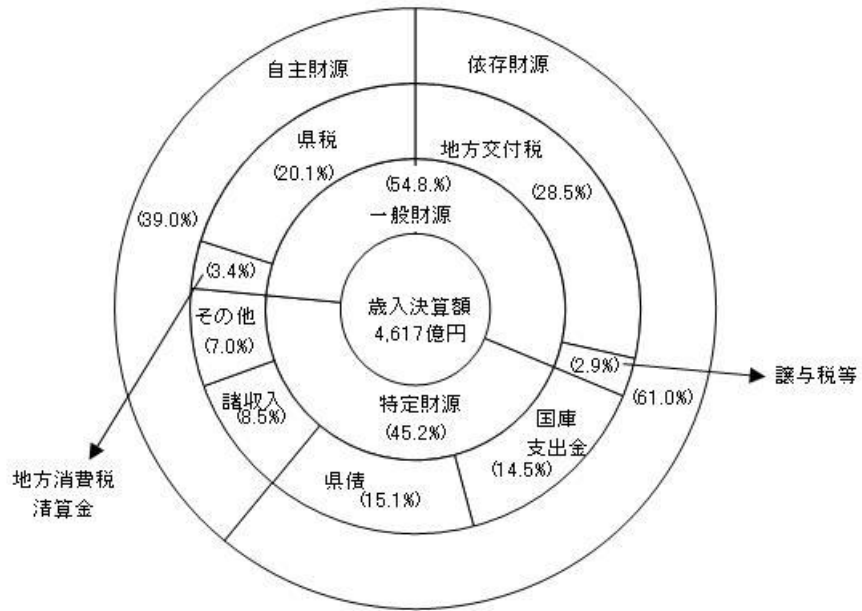 自主財源
依存財源
県税
(20.1%)
地方交付税
(28.5%)
(54.8.%)
一般財源
(39.0%)
(3.4%)
歳入決算額
4,617億円
その他
(7.0%)
(2.9%)
譲与税等
(61.0%)
諸収入
(8.5%)
特定財源
(45.2%)
国庫
支出金
(14.5%)
県債
(15.1%)
地方消費税
清算金